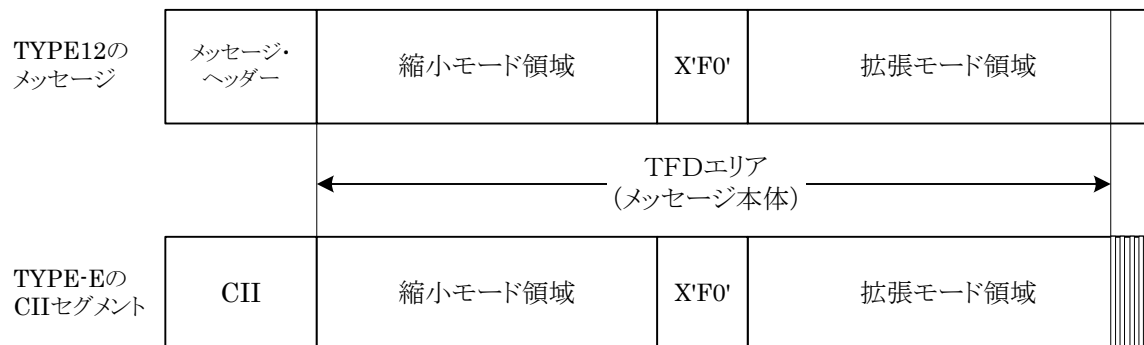 TYPE12の
メッセージ
メッセージ・
ヘッダー
縮小モード領域
X'F0'
拡張モード領域
TFDエリア
(メッセージ本体)
TYPE-Eの
CIIセグメント
CII
縮小モード領域
X'F0'
拡張モード領域